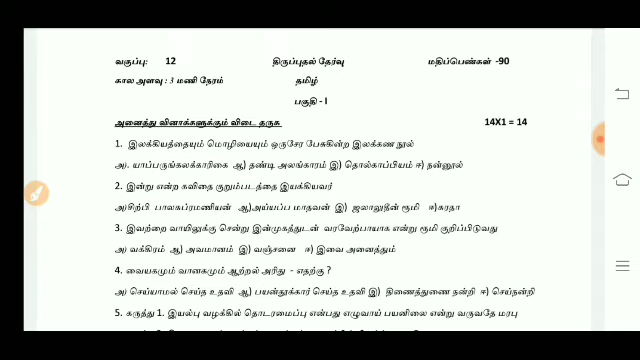 வகுப்பு: 12 திருப்புதல் தேர்வு மதிப்பெண்கள் -90
கால அளவு : 3 மணி நேரம் தமிழ்
பகுதி - I
அனைத்து வினாக்களுக்கும் விடை தருக 14X1 = 14
1. இலக்கியத்தையும் மொழியையும் ஒருசேர பேசுகின்ற இலக்கண நூல்
அ). யாப்பருங்கலக்காரிகை ஆ) தண்டி அலங்காரம் இ) தொல்காப்பியம் ஈ) நன்னூல்
2. இன்று என்ற கவிதை குறும்படத்தை இயக்கியவர்
அ)சிற்பி பாலசுப்ரமணியன் ஆ)அய்யப்ப மாதவன் இ) ஜலாலுதீன் ரூமி ஈ)சுரதா
3. இவற்றை வாயிலுக்கு சென்று இன்முகத்துடன் வரவேற்பாயாக என்று ரூமி குறிப்பிடுவது
அ) வக்கிரம் ஆ) அவமானம் இ) வஞ்சனை ஈ) இவை அனைத்தும்
4. வையகமும் வானகமும் ஆற்றல் அரிது - எதற்கு ?
அ) செய்யாமல் செய்த உதவி ஆ) பயன்தூக்கார் செய்த உதவி இ) தினைத்துணை நன்றி ஈ) செய்நன்றி
5. கருத்து 1. இயல்பு வழக்கில் தொடரமைப்பு என்பது எழுவாய் பயனிலை என்று வருவதே மரபு